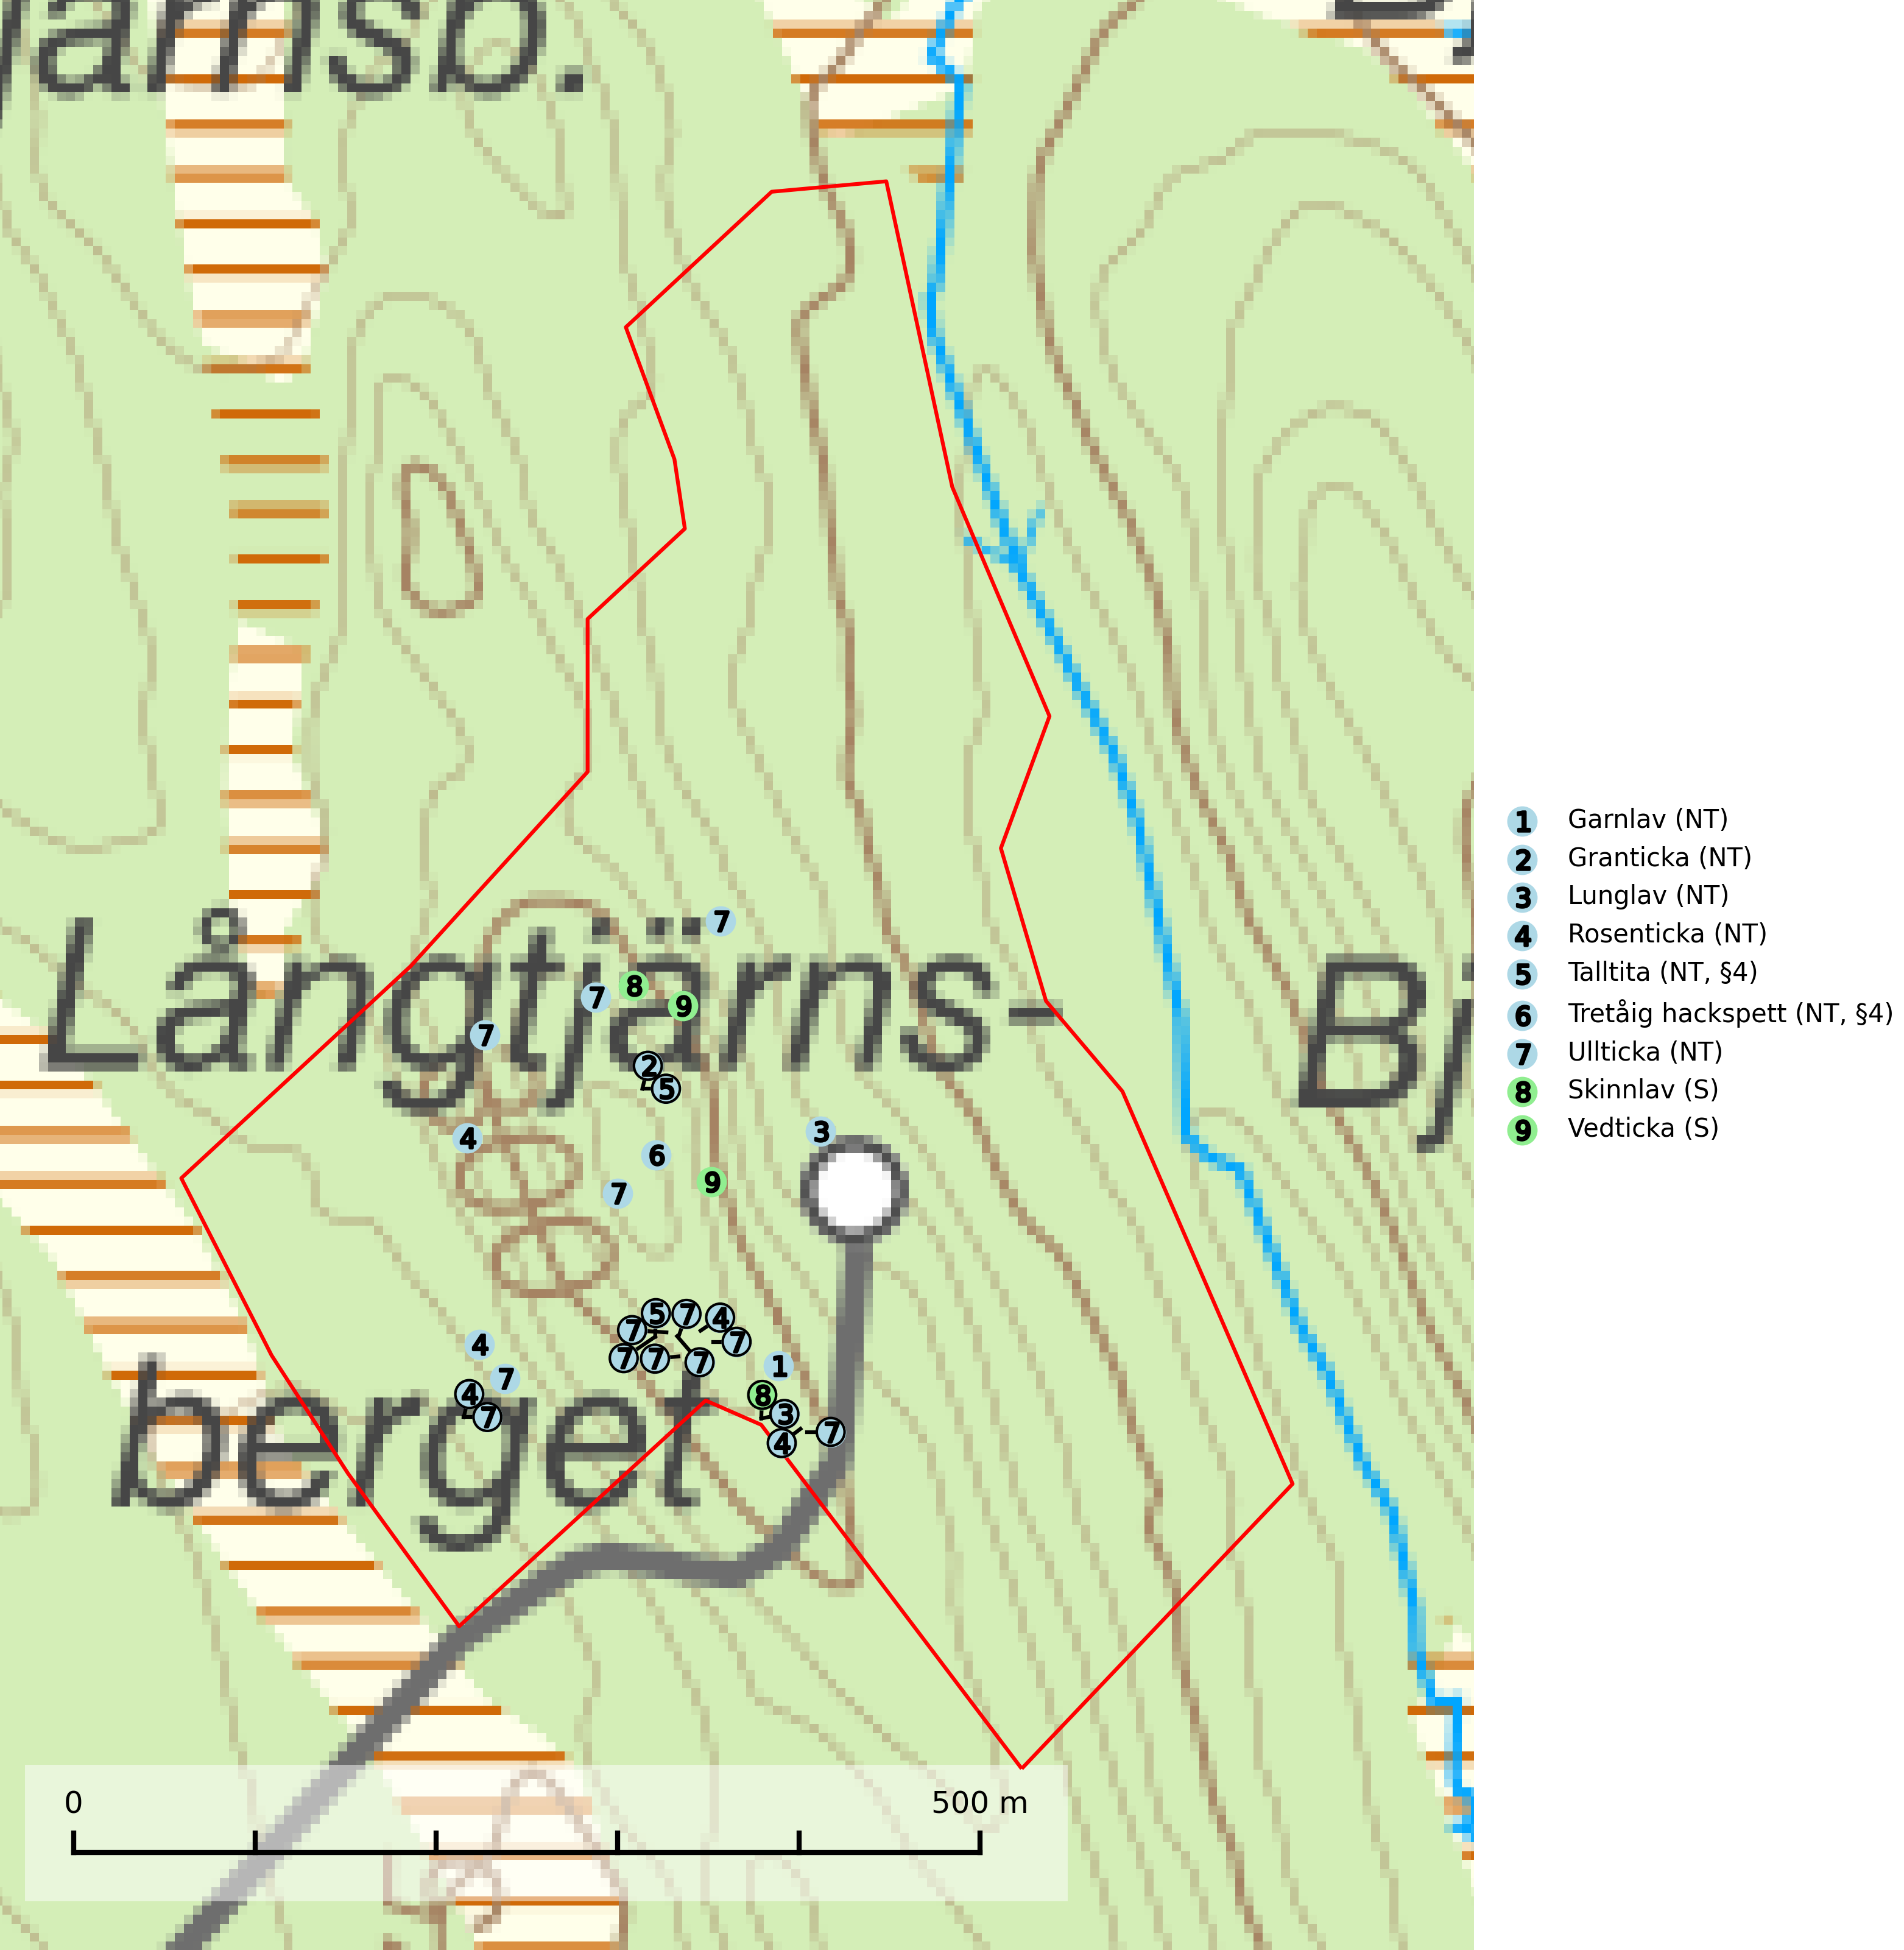 Långtjärns-
berget
7
8
7
9
7
2
5
3
4
6
9
7
5
7
4
7
7
7
7
7
4
1
7
4
8
7
3
7
4
0
500 m
1 Garnlav (NT)
2 Granticka (NT)
3 Lunglav (NT)
4 Rosenticka (NT)
5 Talltita (NT, §4)
6 Tretåig hackspett (NT, §4)
7 Ullticka (NT)
8 Skinnlav (S)
9 Vedticka (S)